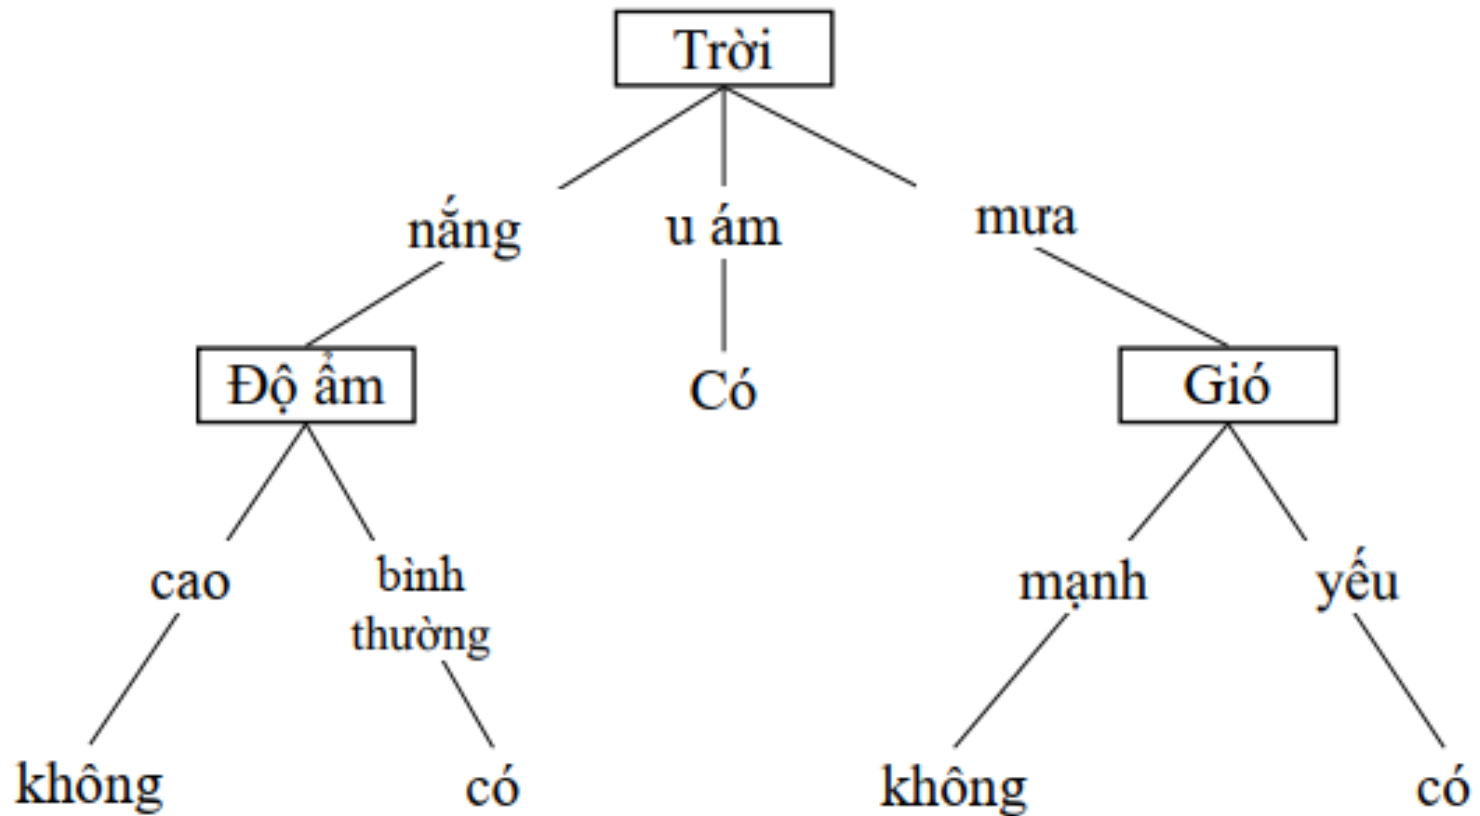 Trời
nắng
u ám
mưa
Độ ẩm
Có
Gió
cao
bình
thường
mạnh
yếu
không
có
không
có